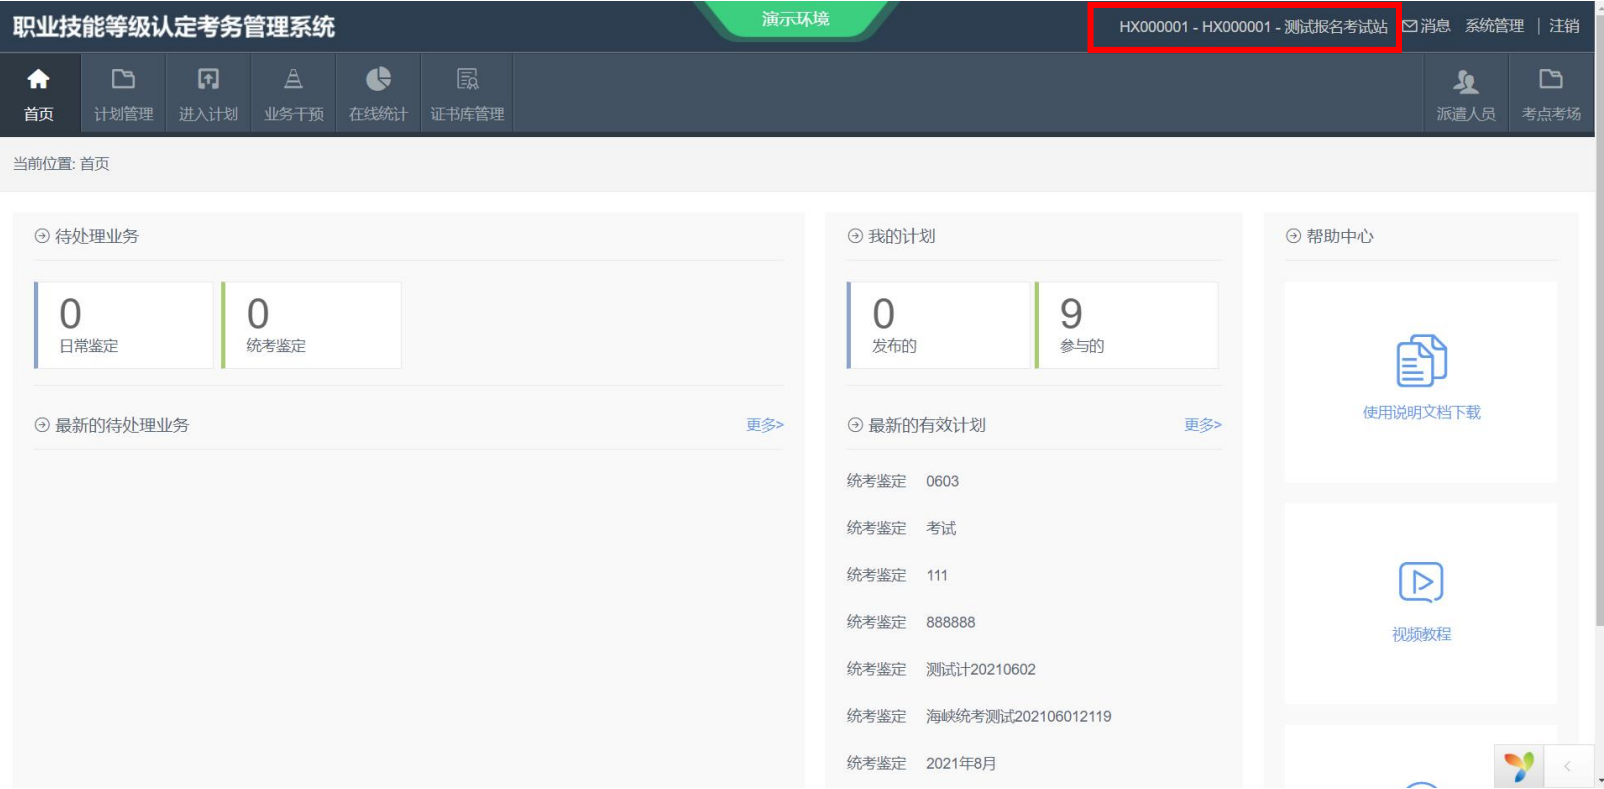 职业技能等级认定考务管理系统
演示环境
HX000001 - HX000001 - 测试报名考试站
消息 系统管理 | 注销
首页 计划管理 进入计划 业务干预 在线统计 证书库管理 派遣人员 考点考场
当前位置: 首页
待处理业务
0
日常鉴定
0
统考鉴定
最新的待处理业务 更多>
我的计划
0
发布的
9
参与的
最新的有效计划 更多>
统考鉴定 0603
统考鉴定 考试
统考鉴定 111
统考鉴定 888888
统考鉴定 测试计20210602
统考鉴定 海峡统考测试202106012119
统考鉴定 2021年8月
帮助中心
使用说明文档下载
视频教程